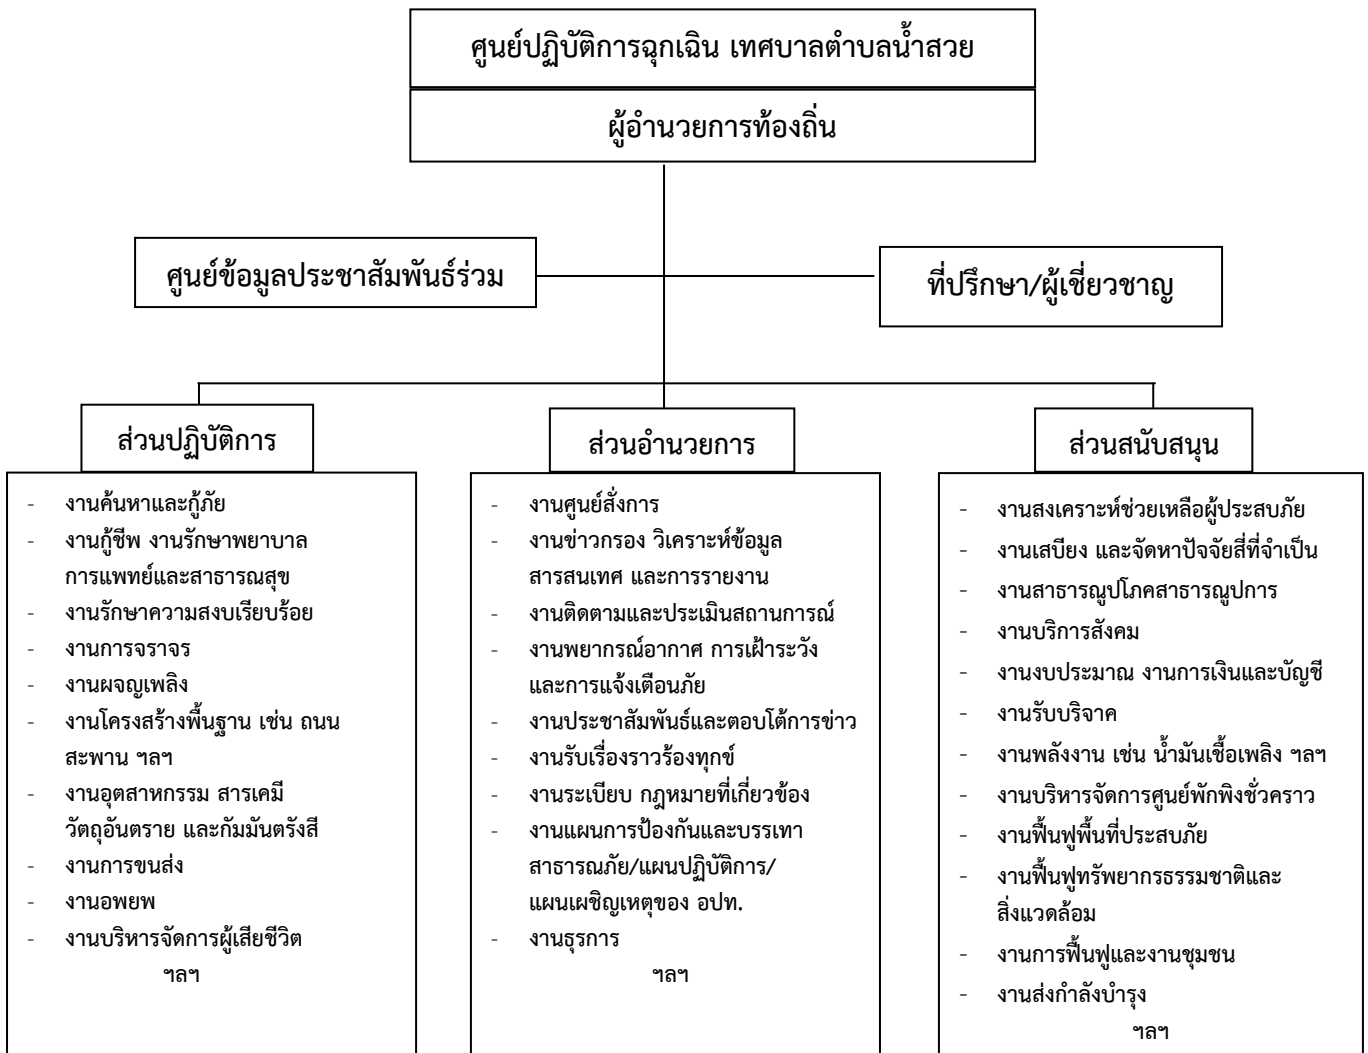 ศูนย์ปฏิบัติการฉุกเฉิน เทศบาลตำบลน้ำสวย
ผู้อำนวยการท้องถิ่น
ศูนย์ข้อมูลประชาสัมพันธ์ร่วม
ที่ปรึกษา/ผู้เชี่ยวชาญ
ส่วนปฏิบัติการ
- งานค้นหาและกู้ภัย
- งานกู้ชีพ งานรักษาพยาบาล
การแพทย์และสาธารณสุข
- งานรักษาความสงบเรียบร้อย
- งานการจราจร
- งานผจญเพลิง
- งานโครงสร้างพื้นฐาน เช่น ถนน
สะพาน ฯลฯ
- งานอุตสาหกรรม สารเคมี
วัตถุอันตราย และกัมมันตรังสี
- งานการขนส่ง
- งานอพยพ
- งานบริหารจัดการผู้เสียชีวิต
ฯลฯ
ส่วนอำนวยการ
- งานศูนย์สั่งการ
- งานข่าวกรอง วิเคราะห์ข้อมูล
สารสนเทศ และการรายงาน
- งานติดตามและประเมินสถานการณ์
- งานพยากรณ์อากาศ การเฝ้าระวัง
และการแจ้งเตือนภัย
- งานประชาสัมพันธ์และตอบโต้การข่าว
- งานรับเรื่องราวร้องทุกข์
- งานระเบียบ กฎหมายที่เกี่ยวข้อง
- งานแผนการป้องกันและบรรเทา
สาธารณภัย/แผนปฏิบัติการ/
แผนเผชิญเหตุของ อปท.
- งานธุรการ
ฯลฯ
ส่วนสนับสนุน
- งานสงเคราะห์ช่วยเหลือผู้ประสบภัย
- งานเสบียง และจัดหาปัจจัยสี่ที่จำเป็น
- งานสาธารณูปโภคสาธารณูปการ
- งานบริการสังคม
- งานงบประมาณ งานการเงินและบัญชี
- งานรับบริจาค
- งานพลังงาน เช่น น้ำมันเชื้อเพลิง ฯลฯ
- งานบริหารจัดการศูนย์พักพิงชั่วคราว
- งานฟื้นฟูพื้นที่ประสบภัย
- งานฟื้นฟูทรัพยากรธรรมชาติและ
สิ่งแวดล้อม
- งานการฟื้นฟูและงานชุมชน
- งานส่งกำลังบำรุง
ฯลฯ